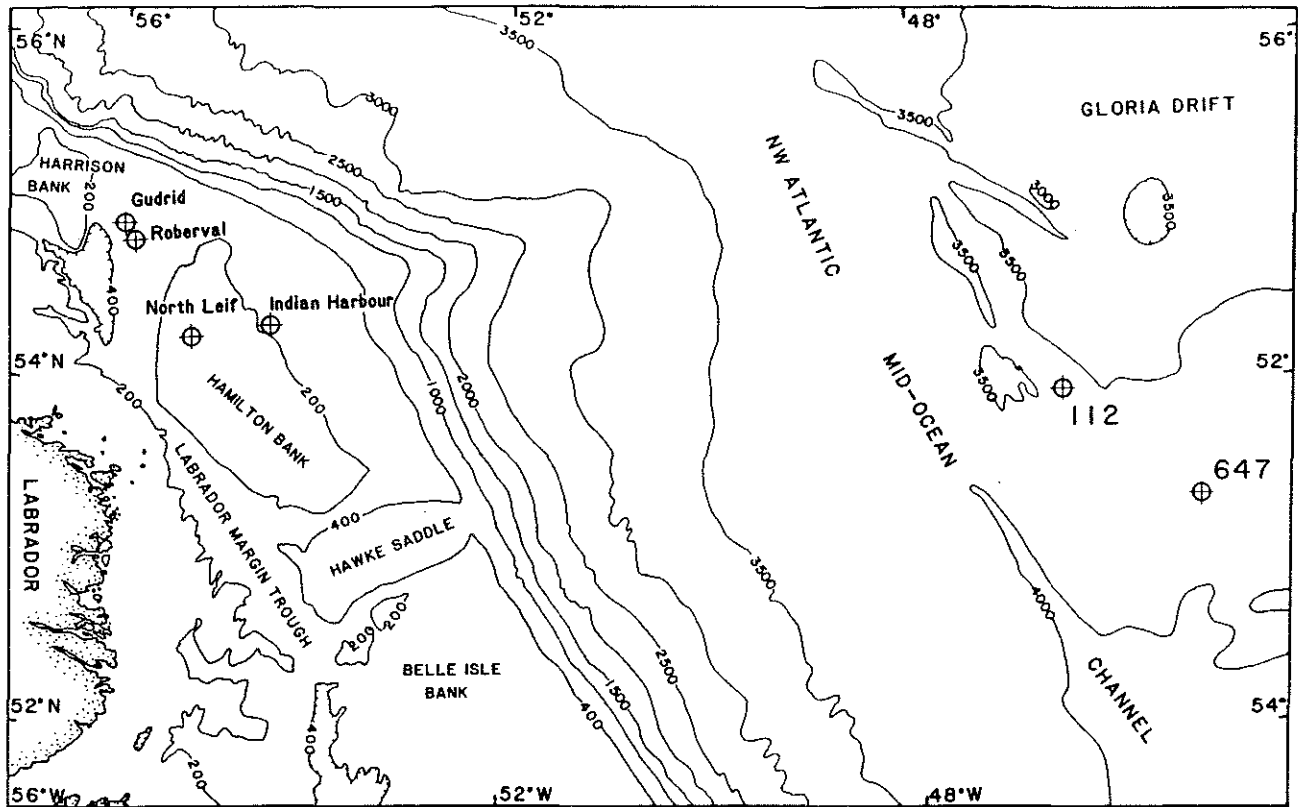 56°
52°
48°
56°N
56°
3500
3000
3500
GLORIA DRIFT
2500
NW ATLANTIC
HARRISON
BANK
200
1500
3000
3500
Gudrid
Roberval
3500
3500
400
North Leif
Indian Harbour
54°N
52°
200
HAMILTON BANK
200
1000
2000
MID-OCEAN
3500
112
647
LABRADOR
LABRADOR MARGIN TROUGH
400
HAWKE SADDLE
3500
4000
200
200
BELLE ISLE
BANK
2500
1500
400
CHANNEL
52°N
54°
200
400
56°W
52°W
48°W